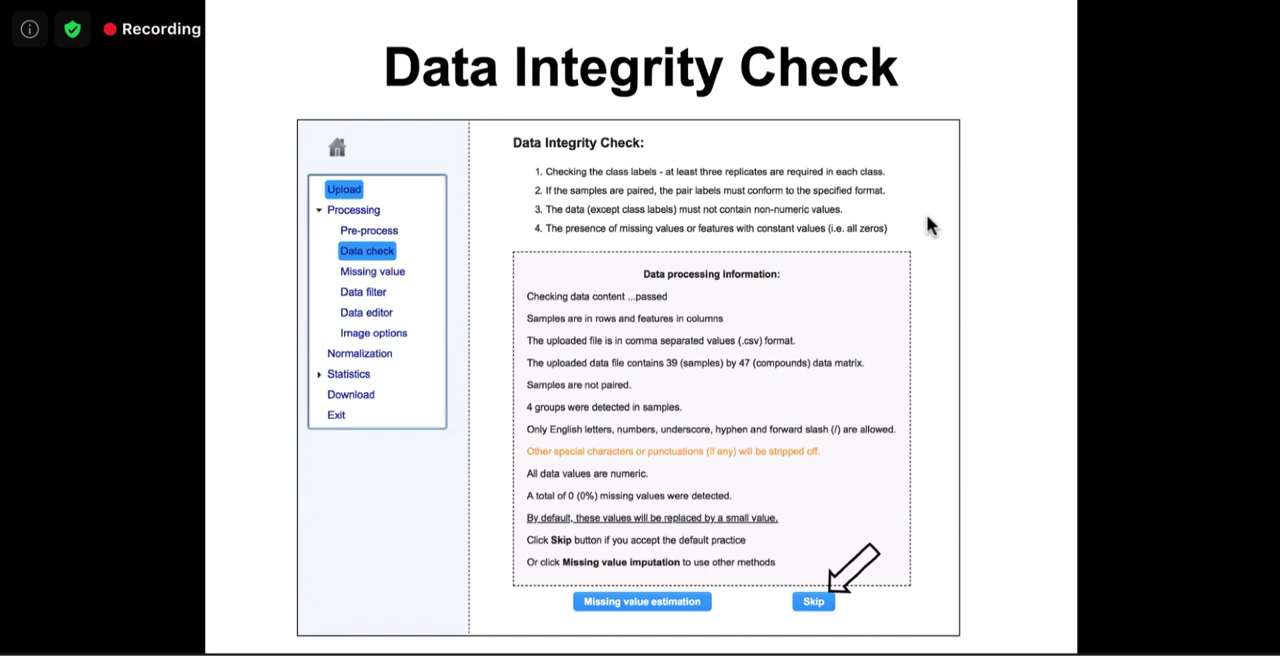 Recording
Data Integrity Check
Upload
Processing
Pre-process
Data check
Missing value
Data filter
Data editor
Image options
Normalization
Statistics
Download
Exit
Data Integrity Check:
1. Checking the class labels - at least three replicates are required in each class.
2. If the samples are paired, the pair labels must conform to the specified format.
3. The data (except class labels) must not contain non-numeric values.
4. The presence of missing values or features with constant values (i.e. all zeros)
Data processing information:
Checking data content ...passed
Samples are in rows and features in columns
The uploaded file is in comma separated values (.csv) format.
The uploaded data file contains 39 (samples) by 47 (compounds) data matrix.
Samples are not paired.
4 groups were detected in samples.
Only English letters, numbers, underscore, hyphen and forward slash (/) are allowed.
Other special characters or punctuations (if any) will be stripped off.
All data values are numeric.
A total of 0 (0%) missing values were detected.
By default, these values will be replaced by a small value.
Click Skip button if you accept the default practice
Or click Missing value imputation to use other methods
Missing value estimation
Skip